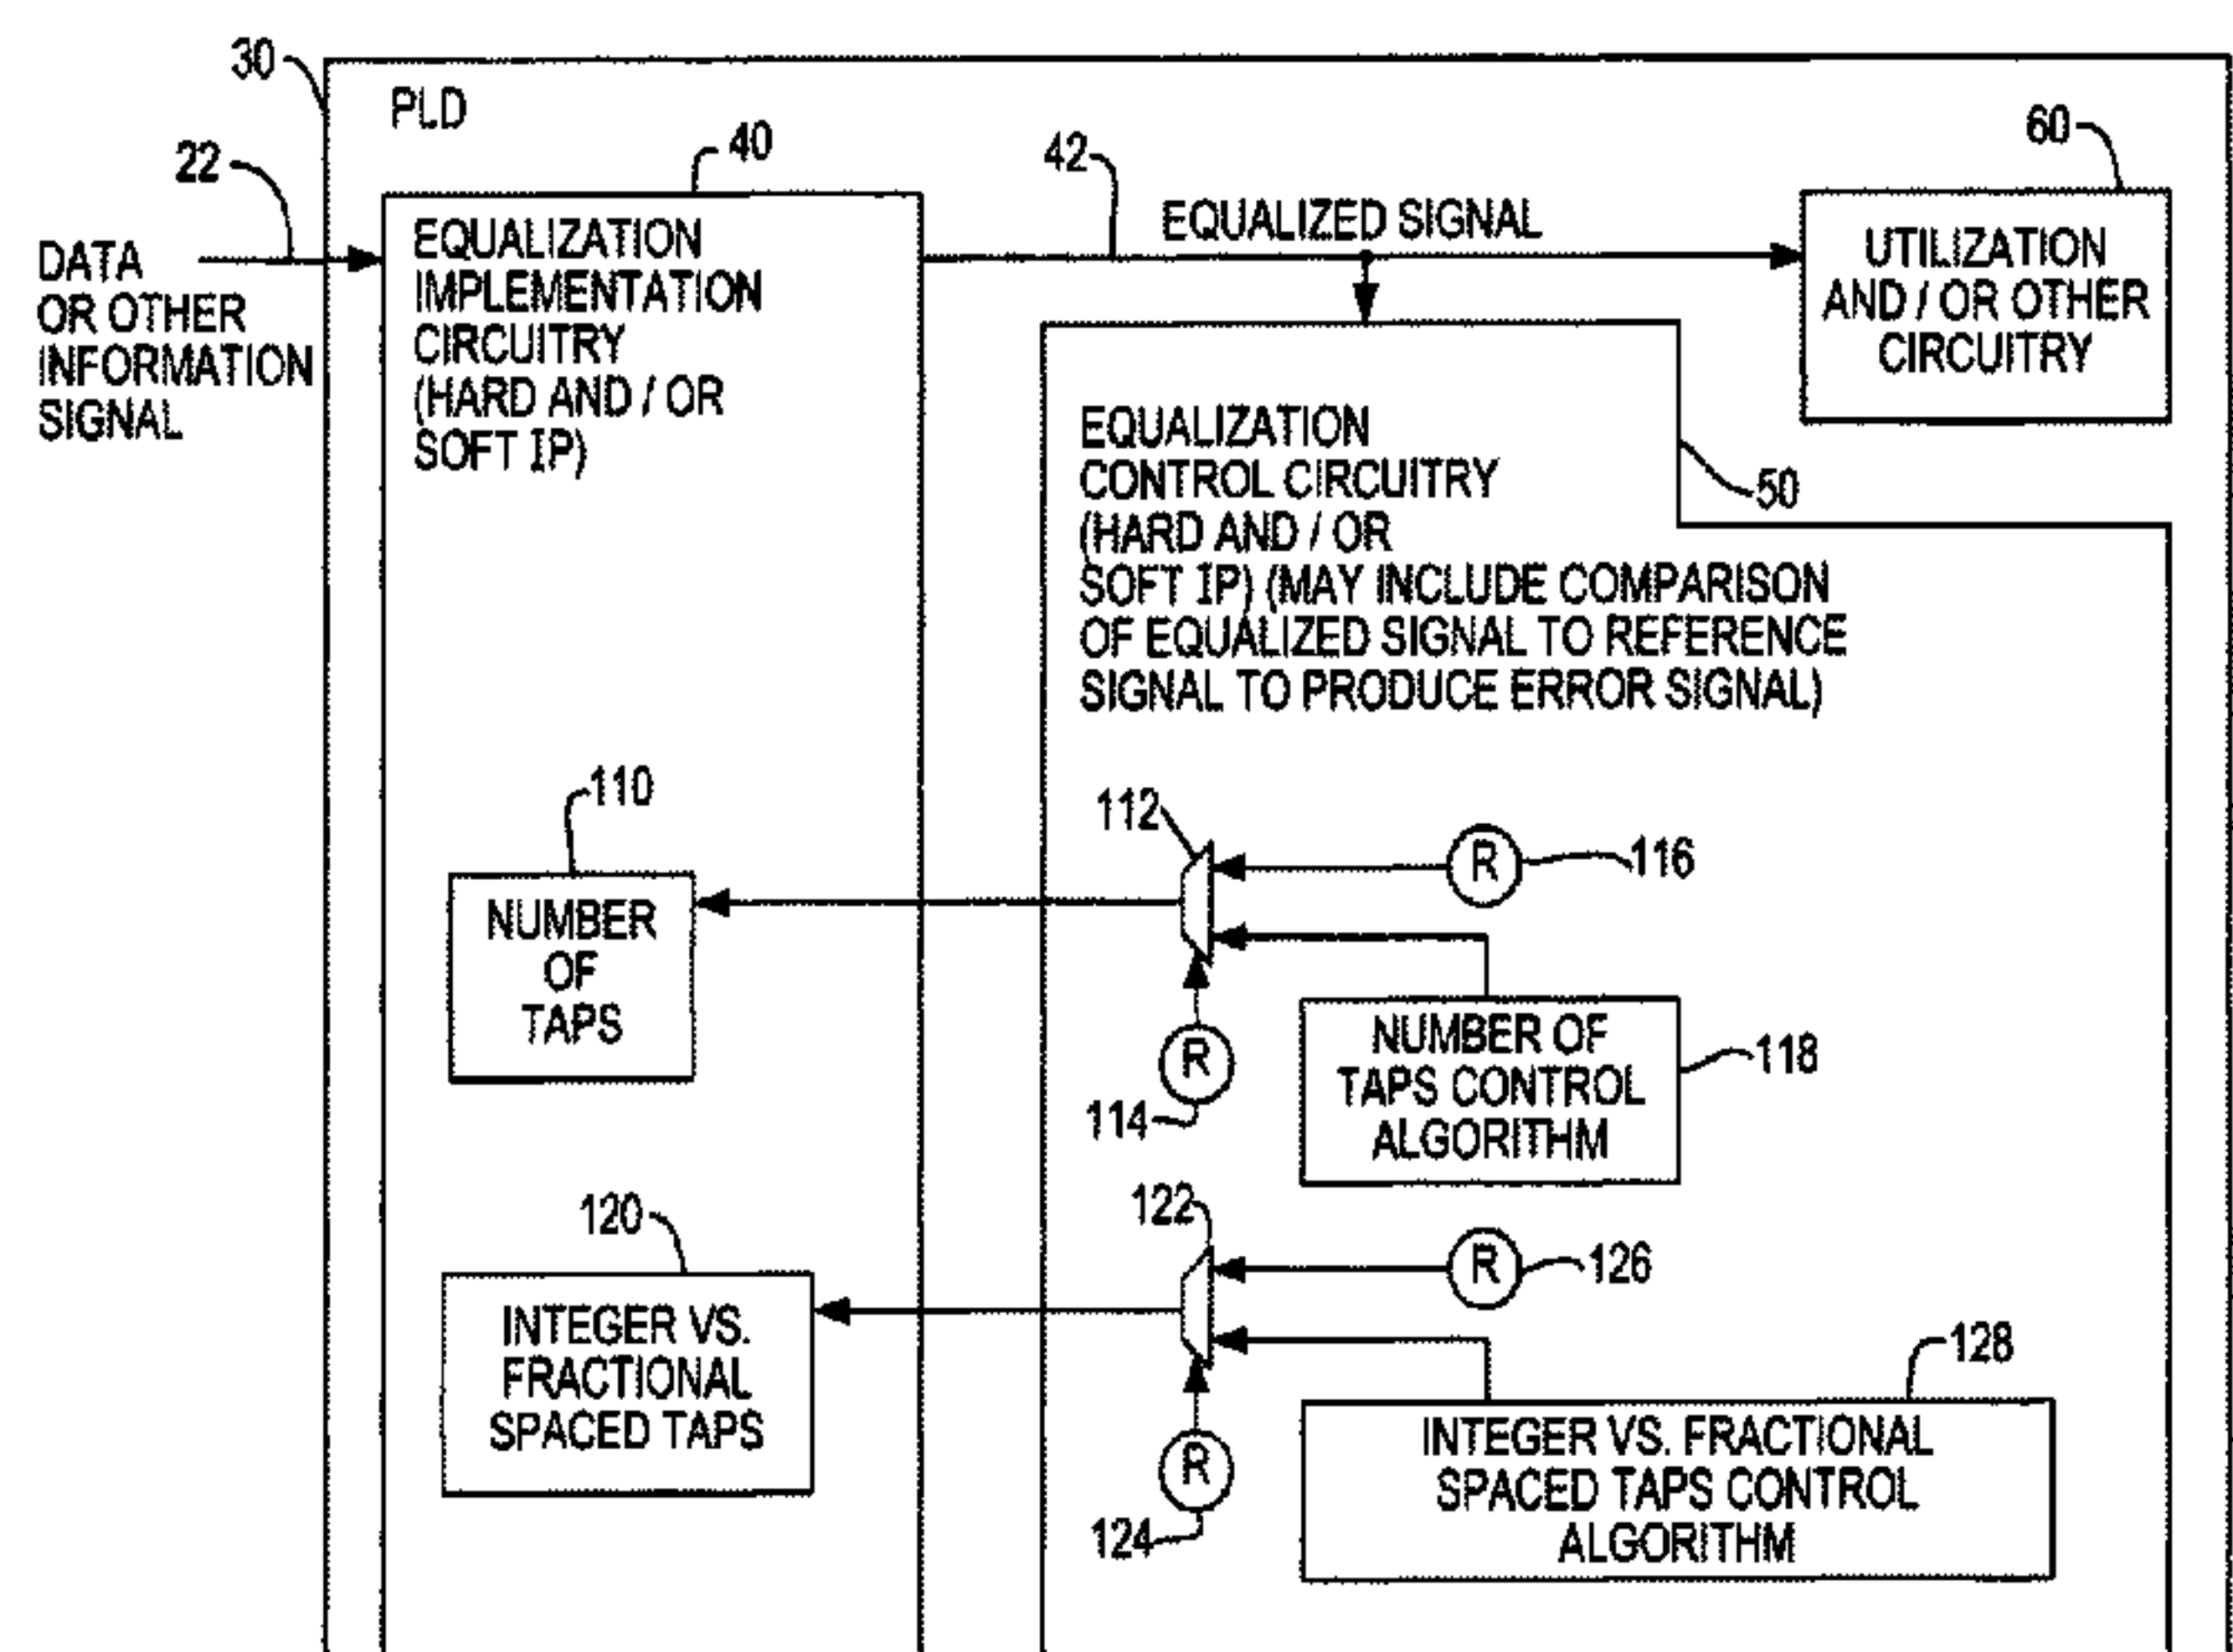 30
PLD
22
40
42
60
DATA
OR OTHER
INFORMATION
SIGNAL
EQUALIZATION
IMPLEMENTATION
CIRCUITRY
(HARD AND / OR
SOFT IP)
EQUALIZED SIGNAL
UTILIZATION
AND / OR OTHER
CIRCUITRY
EQUALIZATION
CONTROL CIRCUITRY
(HARD AND / OR
SOFT IP) (MAY INCLUDE COMPARISON
OF EQUALIZED SIGNAL TO REFERENCE
SIGNAL TO PRODUCE ERROR SIGNAL)
50
110
112
R
116
NUMBER
OF
TAPS
R
114
NUMBER OF
TAPS CONTROL
ALGORITHM
118
120
122
R
126
INTEGER VS.
FRACTIONAL
SPACED TAPS
128
R
124
INTEGER VS. FRACTIONAL
SPACED TAPS CONTROL
ALGORITHM